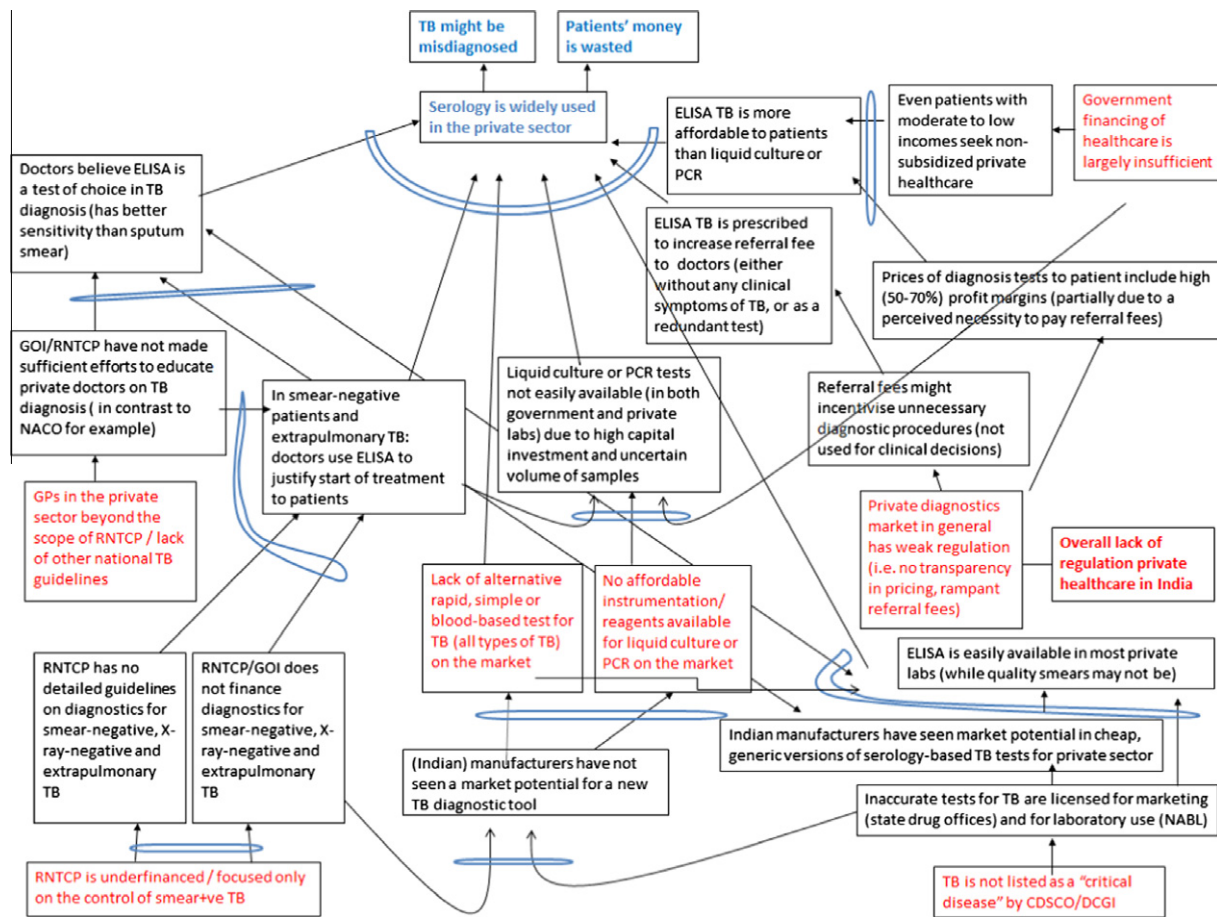 TB might be
misdiagnosed
Patients’ money
is wasted
Serology is widely used
in the private sector
ELISA TB is more
affordable to patients
than liquid culture or
PCR
Even patients with
moderate to low
incomes seek non-
subsidized private
healthcare
Government
financing of
healthcare is
largely insufficient
Doctors believe ELISA is
a test of choice in TB
diagnosis (has better
sensitivity than sputum
smear)
ELISA TB is prescribed
to increase referral fee
to doctors (either
without any clinical
symptoms of TB, or as a
redundant test)
Prices of diagnosis tests to patient include high
(50-70%) profit margins (partially due to a
perceived necessity to pay referral fees)
GOI/RNTCP have not made
sufficient efforts to educate
private doctors on TB
diagnosis ( in contrast to
NACO for example)
In smear-negative
patients and
extrapulmonary TB:
doctors use ELISA to
justify start of treatment
to patients
Liquid culture or PCR tests
not easily available (in both
government and private
labs) due to high capital
investment and uncertain
volume of samples
Referral fees might
incentivise unnecessary
diagnostic procedures (not
used for clinical decisions)
GPs in the private
sector beyond the
scope of RNTCP / lack
of other national TB
guidelines
Private diagnostics
market in general
has weak regulation
(i.e. no transparency
in pricing, rampant
referral fees)
Overall lack of
regulation private
healthcare in India
Lack of alternative
rapid, simple or
blood-based test for
TB (all types of TB)
on the market
No affordable
instrumentation/
reagents available
for liquid culture or
PCR on the market
RNTCP has no
detailed guidelines
on diagnostics for
smear-negative, X-
ray-negative and
extrapulmonary
TB
RNTCP/GOI does
not finance
diagnostics for
smear-negative, X-
ray-negative and
extrapulmonary
TB
ELISA is easily available in most private
labs (while quality smears may not be)
Indian manufacturers have seen market potential in cheap,
generic versions of serology-based TB tests for private sector
(Indian) manufacturers have not
seen a market potential for a new
TB diagnostic tool
Inaccurate tests for TB are licensed for marketing
(state drug offices) and for laboratory use (NABL)
RNTCP is underfinanced / focused only
on the control of smear+ve TB
TB is not listed as a “critical
disease” by CDSCO/DCGI